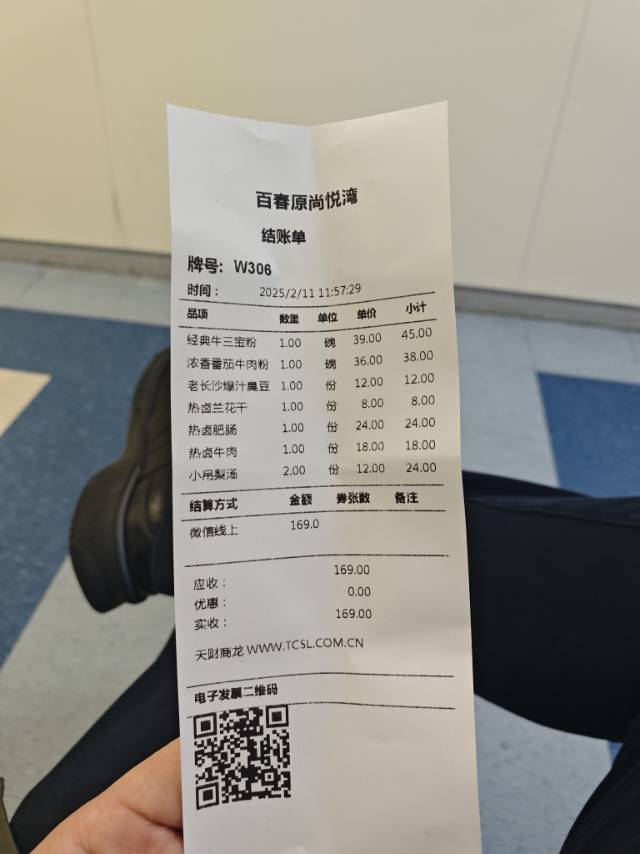 百春原尚悦湾
结账单
牌号: W306
时间: 2025/2/11 11:57:29
品项 数量 单位 单价 小计
经典牛三宝粉 1.00 碗 39.00 45.00
浓香番茄牛肉粉 1.00 碗 36.00 38.00
老长沙爆汁臭豆 1.00 份 12.00 12.00
热卤兰花干 1.00 份 8.00 8.00
热卤肥肠 1.00 份 24.00 24.00
热卤牛肉 1.00 份 18.00 18.00
小吊梨汤 2.00 份 12.00 24.00
结算方式 金额 券张数 备注
微信线上 169.0
应收: 169.00
优惠: 0.00
实收: 169.00
天财商龙 WWW.TCSL.COM.CN
电子发票二维码